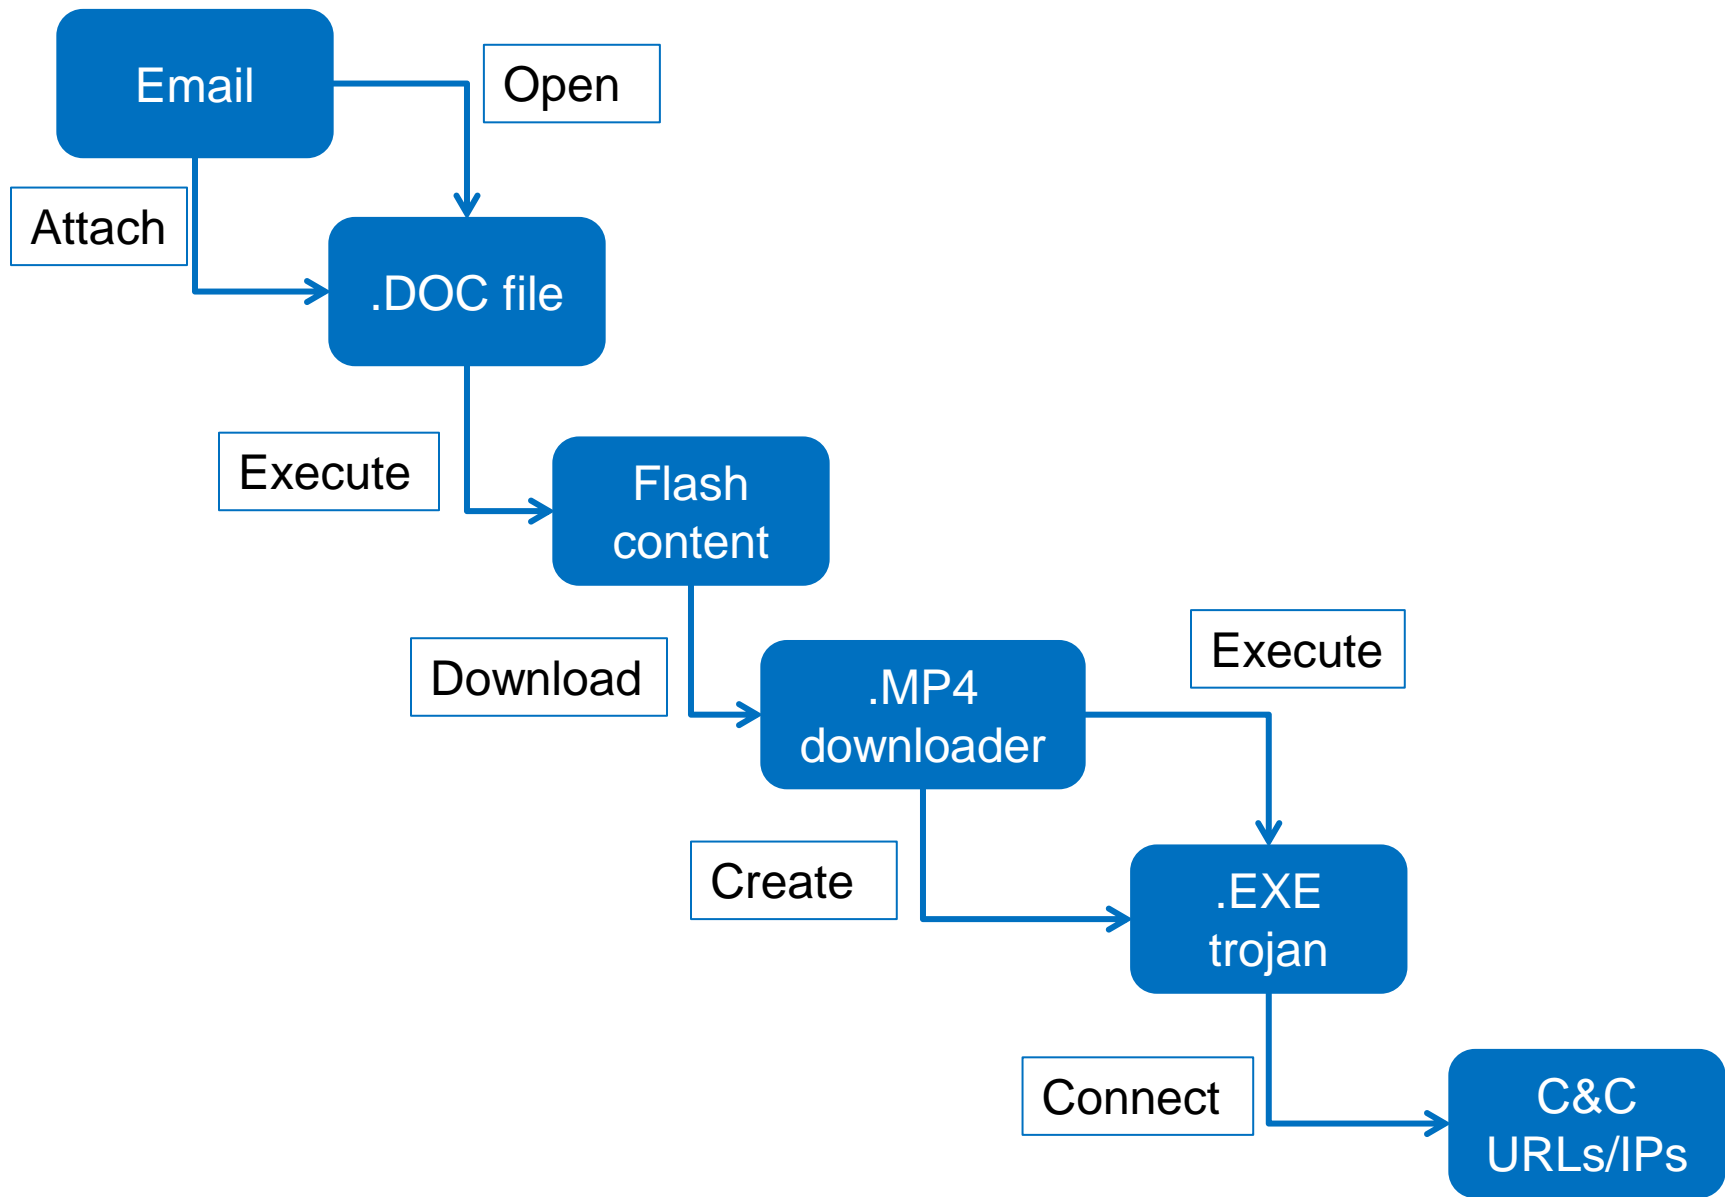 Email
Open
Attach
.DOC file
Execute
Flash
content
Download
.MP4
downloader
Execute
Create
.EXE
trojan
Connect
C&C
URLs/IPs